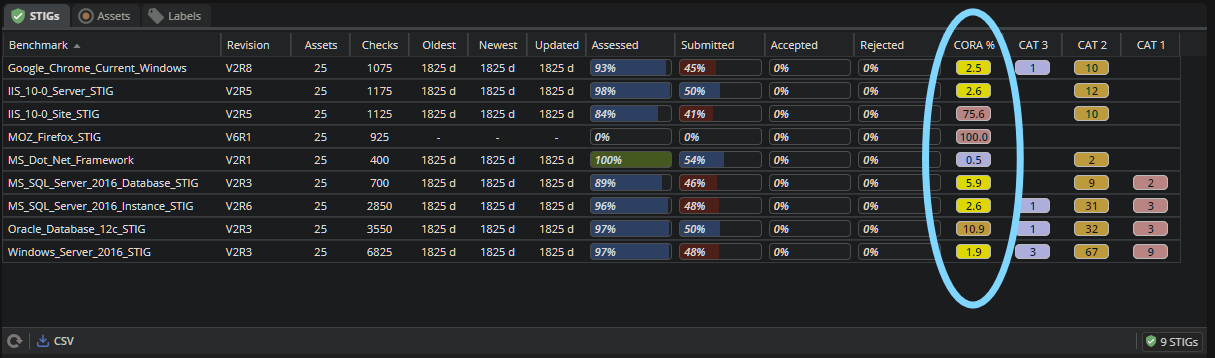 STIGs Assets Labels
Benchmark Revision Assets Checks Oldest Newest Updated Assessed Submitted Accepted Rejected CORA % CAT 3 CAT 2 CAT 1
Google_Chrome_Current_Windows V2R8 25 1075 1825 d 1825 d 1825 d 93% 45% 0% 0% 2.5 1 10
IIS_10-0_Server_STIG V2R5 25 1175 1825 d 1825 d 1825 d 98% 50% 0% 0% 2.6 12
IIS_10-0_Site_STIG V2R5 25 1125 1825 d 1825 d 1825 d 84% 41% 0% 0% 75.6 10
MOZ_Firefox_STIG V6R1 25 925 - - - 0% 0% 0% 0% 100.0
MS_Dot_Net_Framework V2R1 25 400 1825 d 1825 d 1825 d 100% 54% 0% 0% 0.5 2
MS_SQL_Server_2016_Database_STIG V2R3 25 700 1825 d 1825 d 1825 d 89% 46% 0% 0% 5.9 9 2
MS_SQL_Server_2016_Instance_STIG V2R6 25 2850 1825 d 1825 d 1825 d 96% 48% 0% 0% 2.6 1 31 3
Oracle_Database_12c_STIG V2R3 25 3550 1825 d 1825 d 1825 d 97% 50% 0% 0% 10.9 1 32 3
Windows_Server_2016_STIG V2R3 25 6825 1825 d 1825 d 1825 d 97% 48% 0% 0% 1.9 3 67 9
CSV 9 STIGs